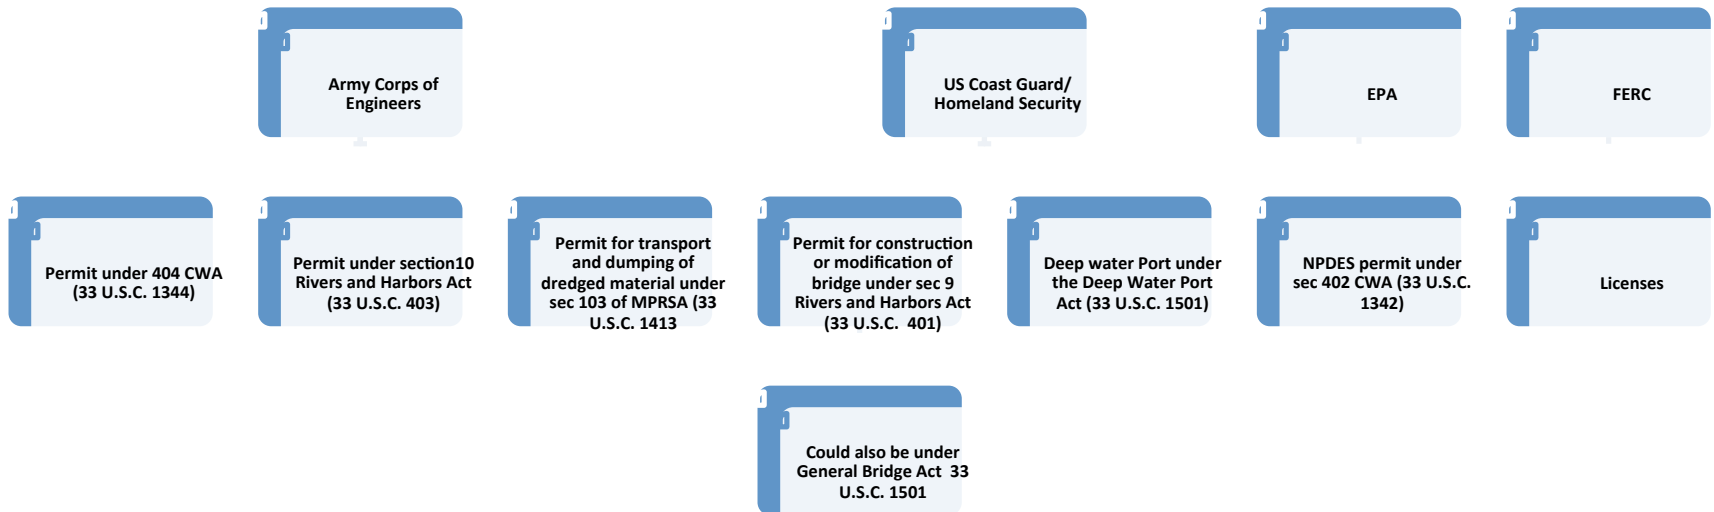 Army Corps of
Engineers
US Coast Guard/
Homeland Security
EPA
FERC
Permit under 404 CWA
(33 U.S.C. 1344)
Permit under section10
Rivers and Harbors Act
(33 U.S.C. 403)
Permit for transport
and dumping of
dredged material under
sec 103 of MPRSA (33
U.S.C. 1413
Permit for construction
or modification of
bridge under sec 9
Rivers and Harbors Act
(33 U.S.C. 401)
Deep water Port under
the Deep Water Port
Act (33 U.S.C. 1501)
NPDES permit under
sec 402 CWA (33 U.S.C.
1342)
Licenses
Could also be under
General Bridge Act 33
U.S.C. 1501